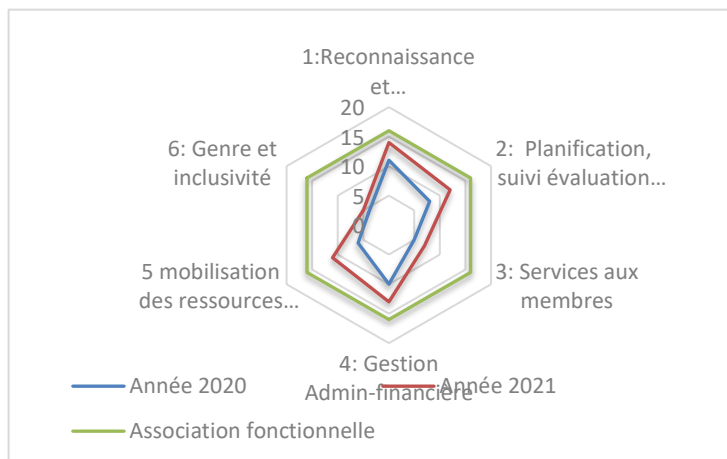 1:Reconnaissance
et...
20
15
10
5
0
2: Planification,
suivi évaluation...
3: Services aux
membres
4: Gestion
Admin-financière
5 mobilisation
des ressources...
6: Genre et
inclusivité
Année 2020
Année 2021
Association fonctionnelle